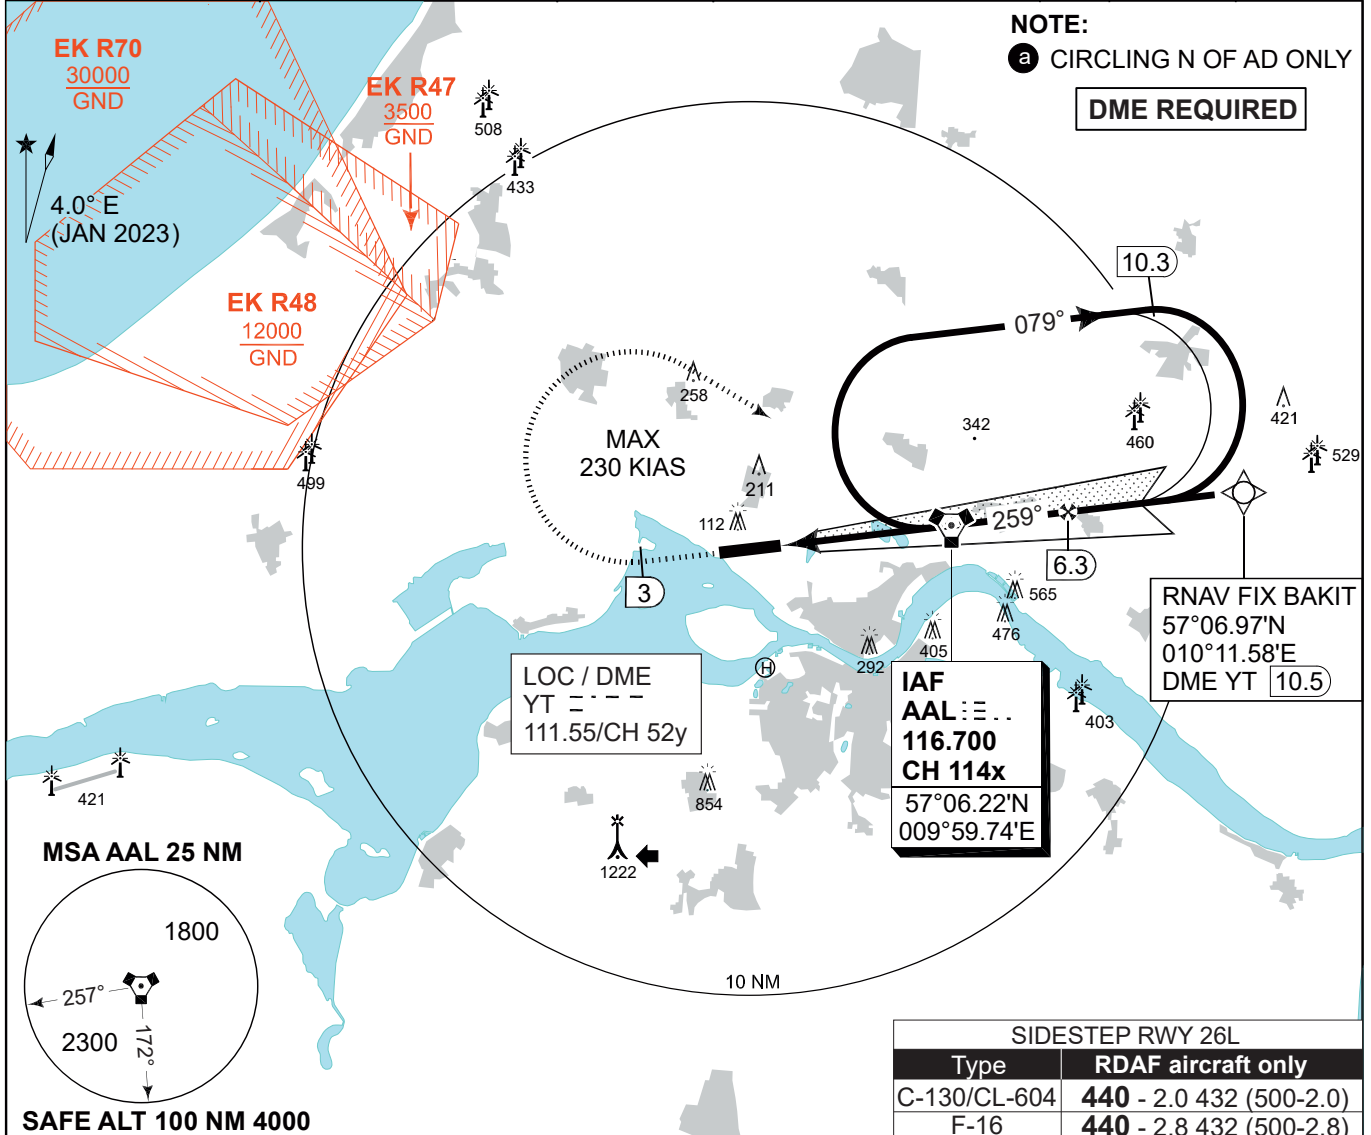 NOTE:
a CIRCLING N OF AD ONLY
DME REQUIRED
EK R70
30000
GND
EK R47
3500
GND
508
433
4.0° E
(JAN 2023)
EK R48
12000
GND
499
10.3
079°
258
MAX
230 KIAS
211
112
342
460
421
529
259°
6.3
3
565
476
405
292
H
403
RNAV FIX BAKIT
57°06.97'N
010°11.58'E
DME YT 10.5
LOC / DME
YT
111.55/CH 52y
IAF
AAL
116.700
CH 114x
57°06.22'N
009°59.74'E
421
854
1222
10 NM
MSA AAL 25 NM
1800
257°
2300
172°
SAFE ALT 100 NM 4000
SIDESTEP RWY 26L
Type RDAF aircraft only
C-130/CL-604 440 - 2.0 432 (500-2.0)
F-16 440 - 2.8 432 (500-2.8)